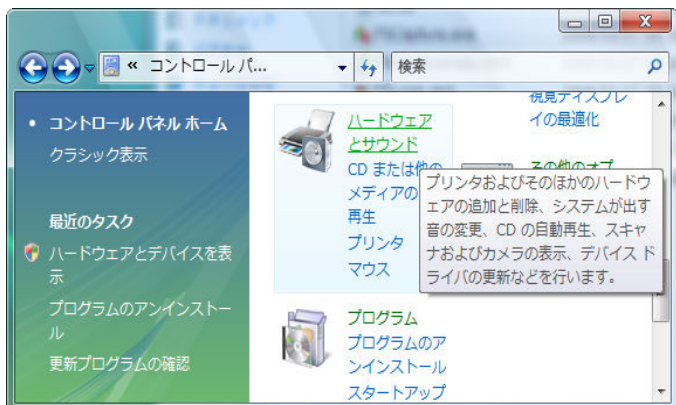 « コントロール パ...
検索
• コントロール パネル ホーム
クラシック表示
最近のタスク
ハードウェアとデバイスを表
示
プログラムのアンインストー
ル
更新プログラムの確認
ハードウェア
とサウンド
CD または他の
メディアの
再生
プリンタ
マウス
プログラム
プログラムのア
ンインストール
スタートアップ
視覚ディスプレ
イの最適化
その他のオプ
プリンタおよびそのほかのハードウ
ェアの追加と削除、システムが出す
音の変更、CD の自動再生、スキャ
ナおよびカメラの表示、デバイス ド
ライバの更新などを行います。